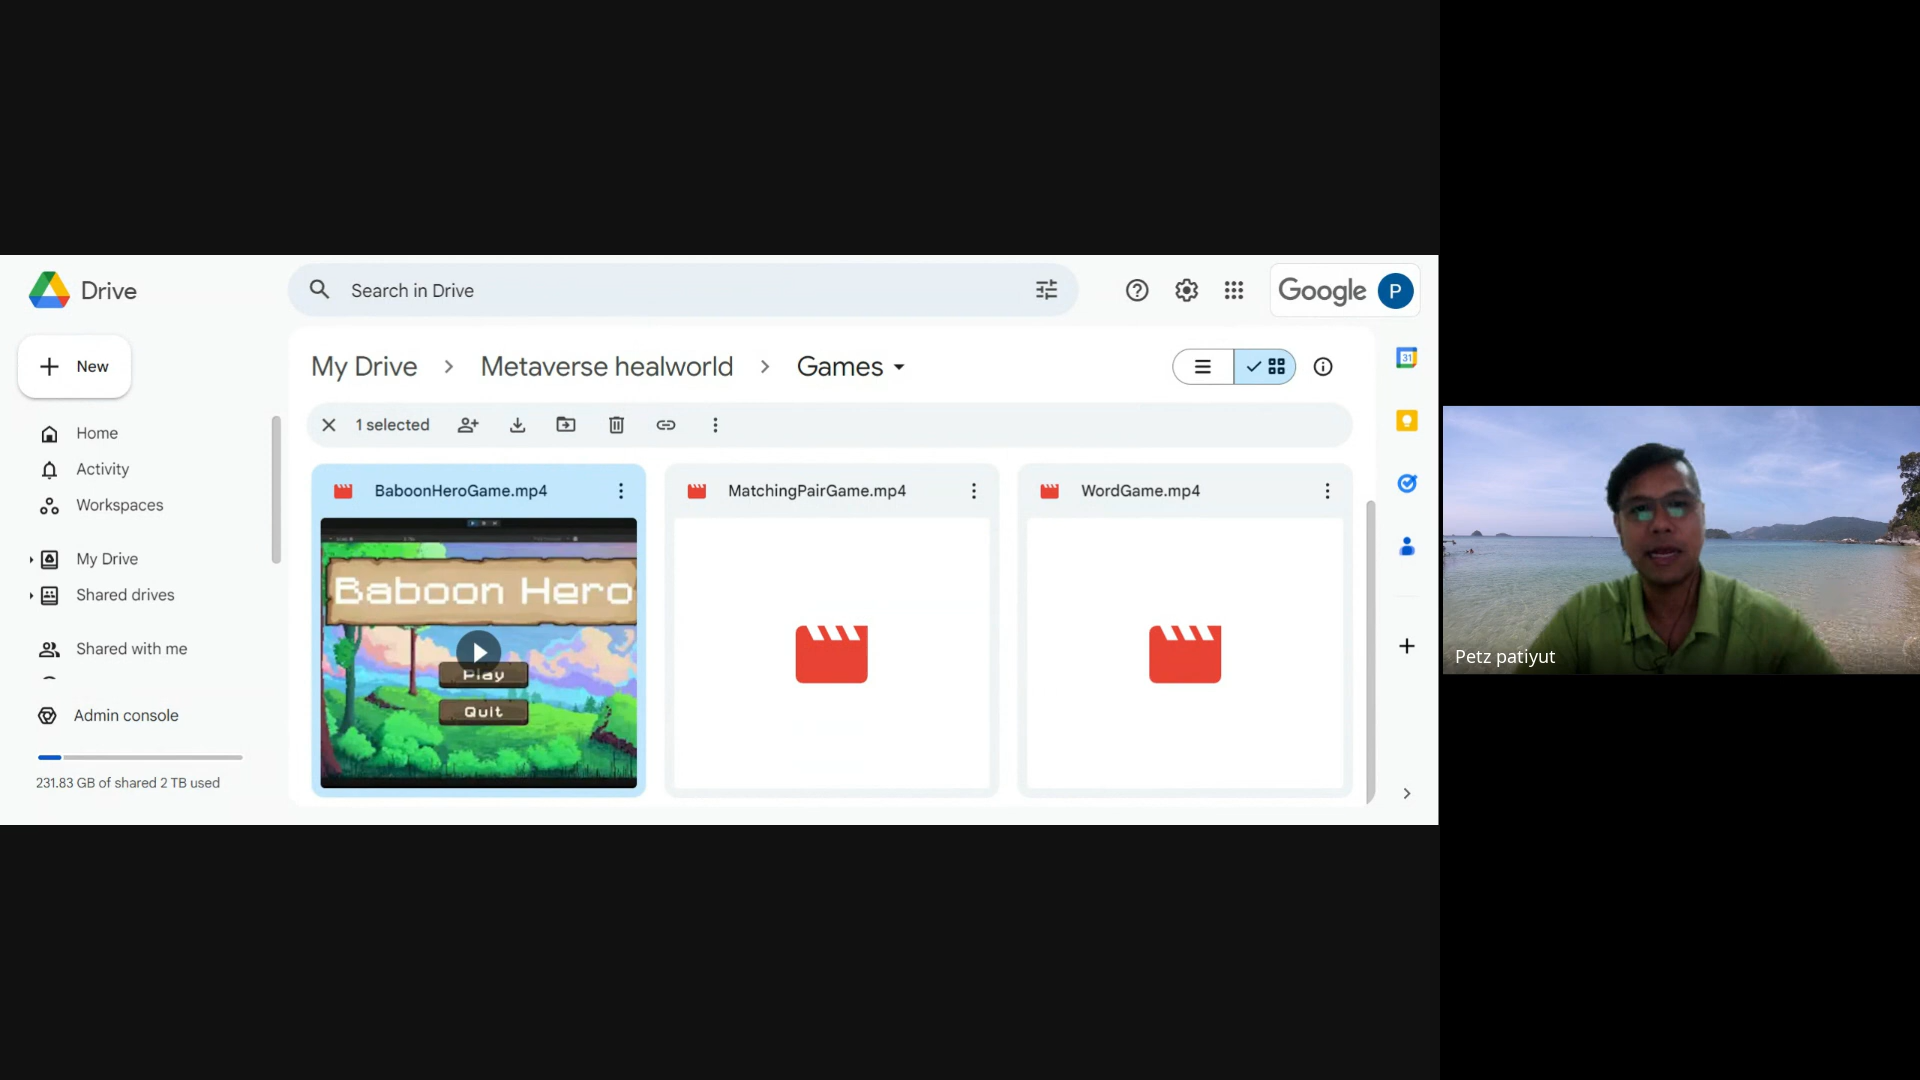 Drive
Search in Drive
Google P
New
My Drive > Metaverse healworld > Games
31
1 selected
Home
Activity
Workspaces
My Drive
Shared drives
Shared with me
Admin console
231.83 GB of shared 2 TB used
BaboonHeroGame.mp4
MatchingPairGame.mp4
WordGame.mp4
Baboon Hero
Play
Quit
Petz patiyut